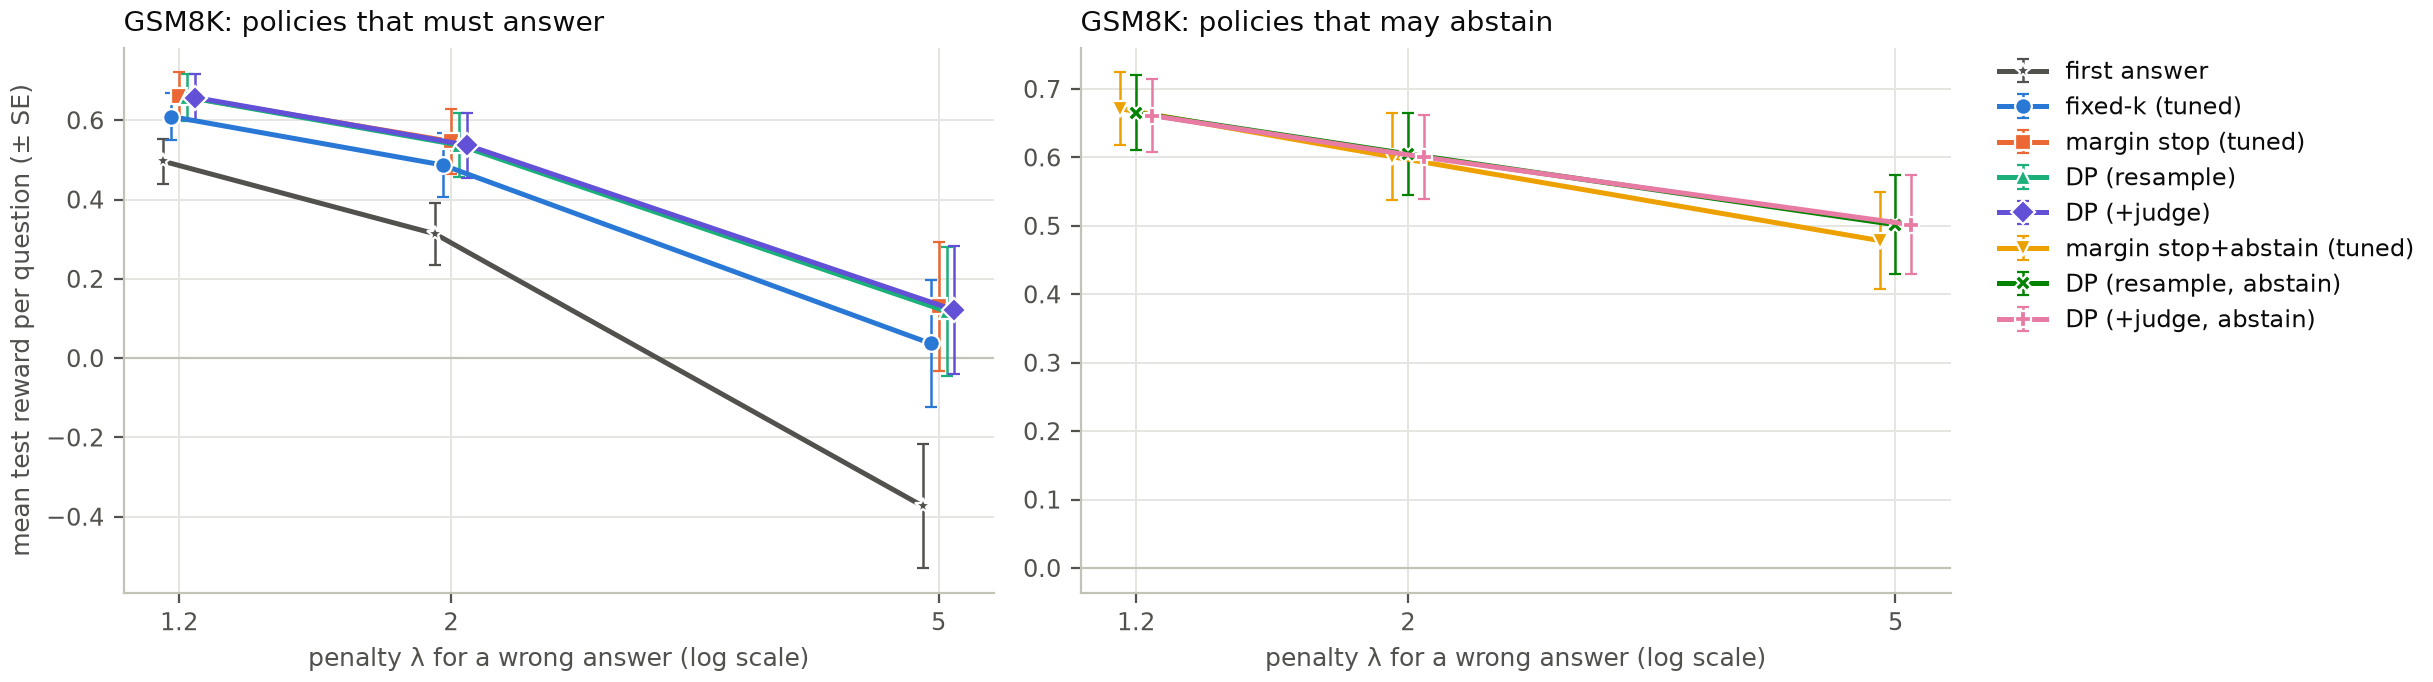 GSM8K: policies that must answer
mean test reward per question (± SE)
0.6
0.4
0.2
0.0
−0.2
−0.4
1.2
2
5
penalty λ for a wrong answer (log scale)
GSM8K: policies that may abstain
0.7
0.6
0.5
0.4
0.3
0.2
0.1
0.0
1.2
2
5
penalty λ for a wrong answer (log scale)
first answer
fixed-k (tuned)
margin stop (tuned)
DP (resample)
DP (+judge)
margin stop+abstain (tuned)
DP (resample, abstain)
DP (+judge, abstain)